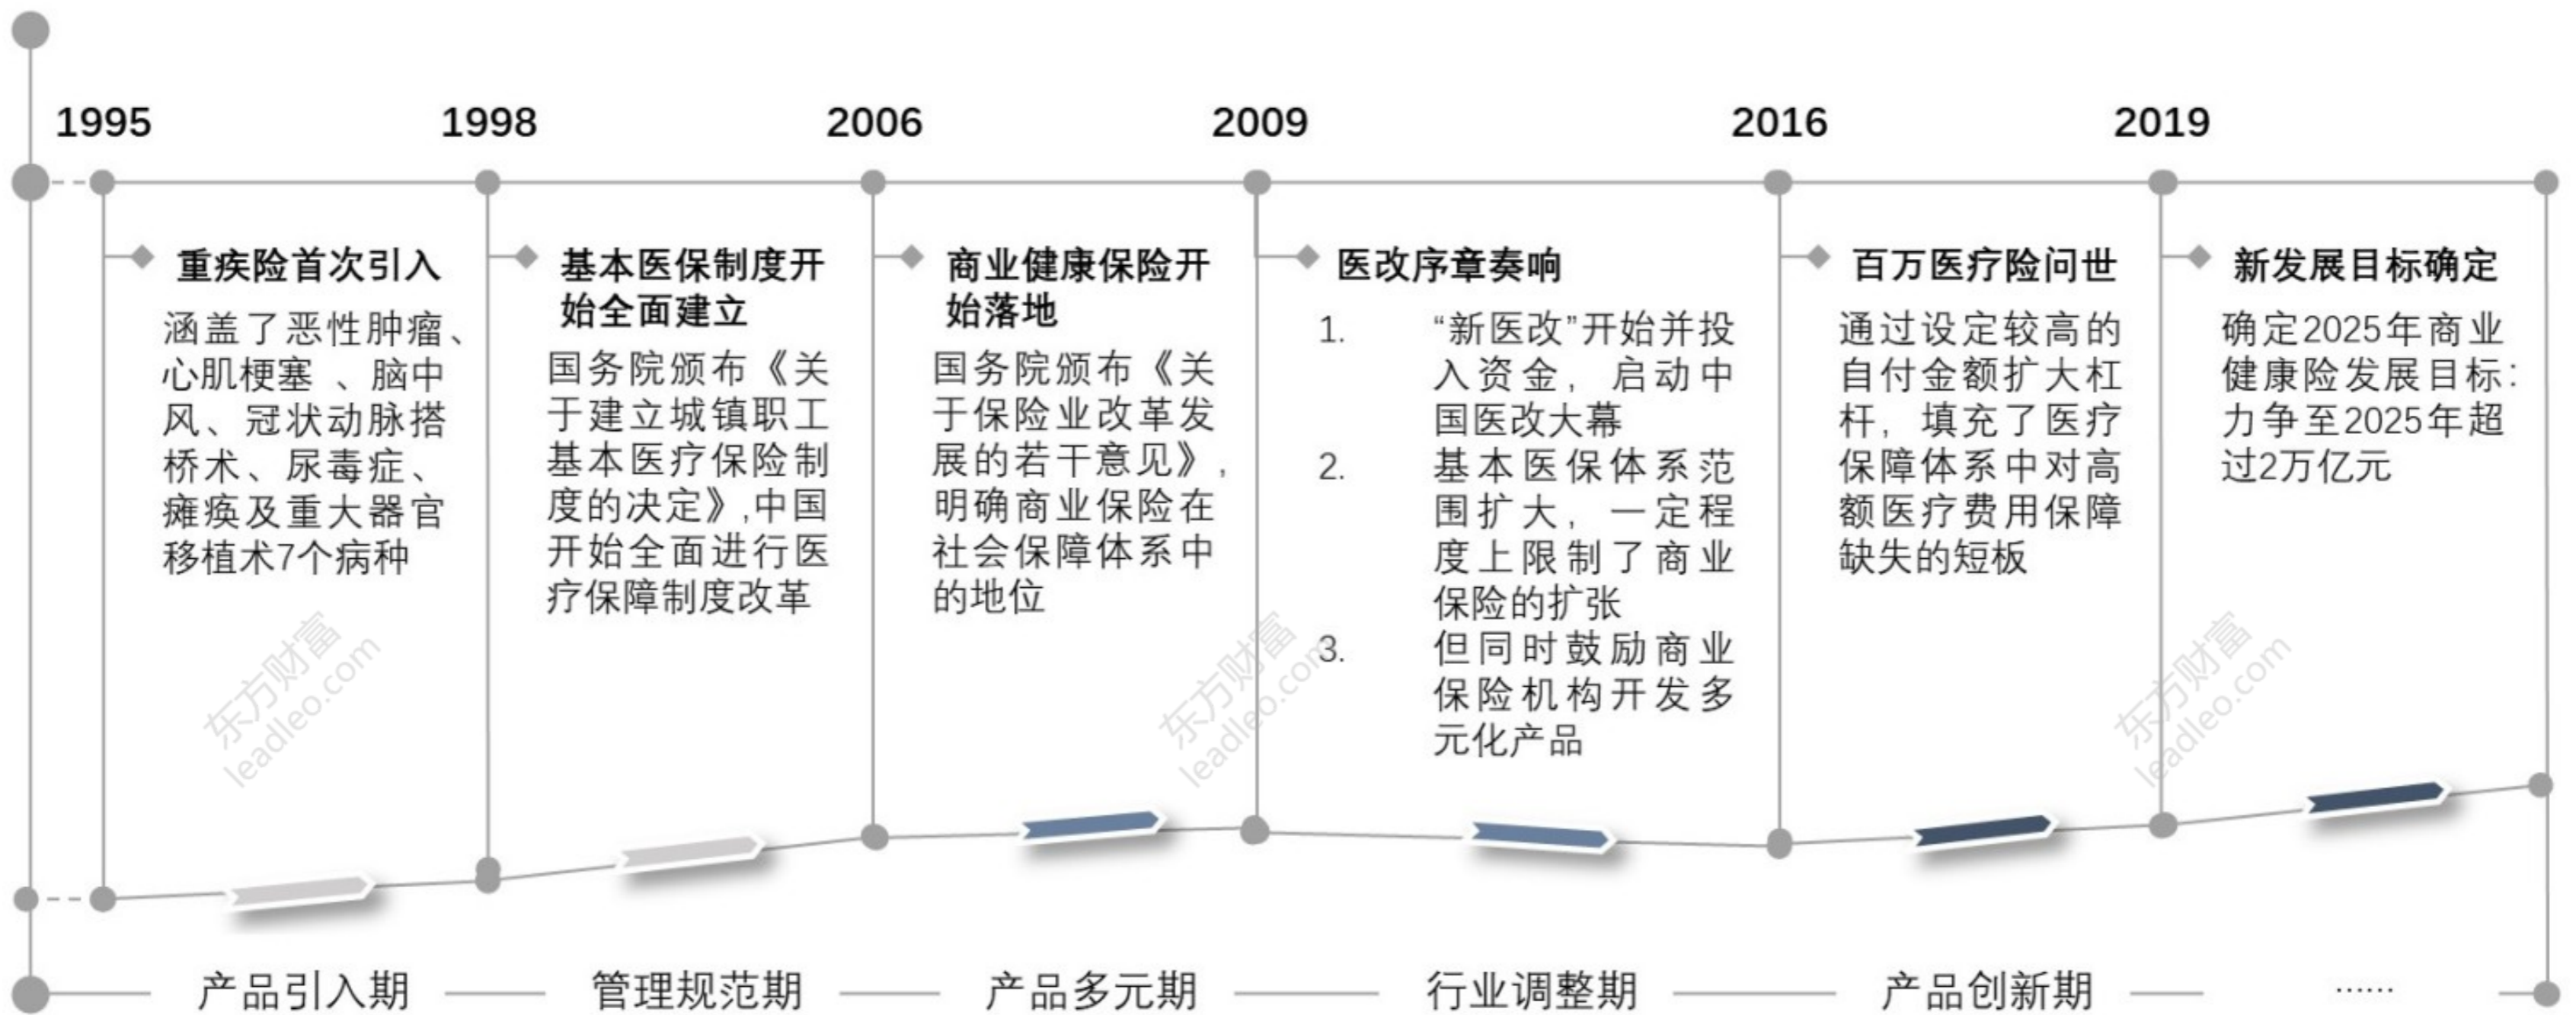 1995
1998
2006
2009
2016
2019
重疾险首次引入
涵盖了恶性肿瘤、
心肌梗塞 、脑中
风、冠状动脉搭
桥术、尿毒症、
瘫痪及重大器官
移植术7个病种
基本医保制度开
始全面建立
国务院颁布《关
于建立城镇职工
基本医疗保险制
度的决定》,中国
开始全面进行医
疗保障制度改革
商业健康保险开
始落地
国务院颁布《关
于保险业改革发
展的若干意见》,
明确商业保险在
社会保障体系中
的地位
医改序章奏响
1. “新医改”开始并投
入资金，启动中
国医改大幕
2. 基本医保体系范
围扩大，一定程
度上限制了商业
保险的扩张
3. 但同时鼓励商业
保险机构开发多
元化产品
百万医疗险问世
通过设定较高的
自付金额扩大杠
杆，填充了医疗
保障体系中对高
额医疗费用保障
缺失的短板
新发展目标确定
确定2025年商业
健康险发展目标:
力争至2025年超
过2万亿元
东方财富
leadleo.com
东方财富
leadleo.com
东方财富
leadleo.com
产品引入期
管理规范期
产品多元期
行业调整期
产品创新期
……